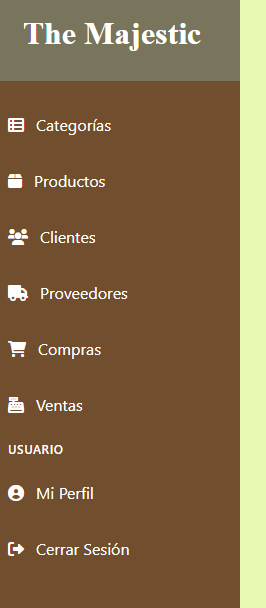 The Majestic
Categorías
Productos
Clientes
Proveedores
Compras
Ventas
USUARIO
Mi Perfil
Cerrar Sesión